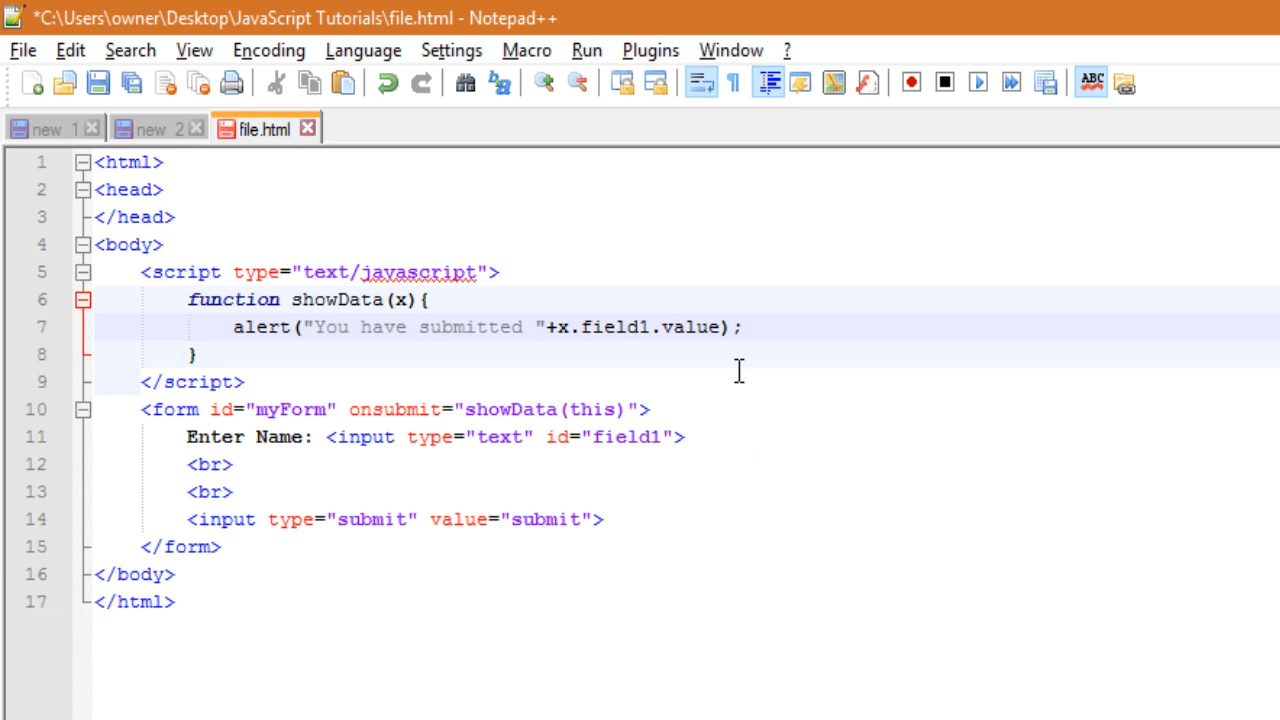 *C:\Users\owner\Desktop\JavaScript Tutorials\file.html - Notepad++
File Edit Search View Encoding Language Settings Macro Run Plugins Window ?
ABC
new 1 new 2 file.html
1 <html>
2 <head>
3 </head>
4 <body>
5 <script type="text/javascript">
6 function showData(x){
7 alert("You have submitted "+x.field1.value);
8 }
9 </script>
10 <form id="myForm" onsubmit="showData(this)">
11 Enter Name: <input type="text" id="field1">
12 <br>
13 <br>
14 <input type="submit" value="submit">
15 </form>
16 </body>
17 </html>